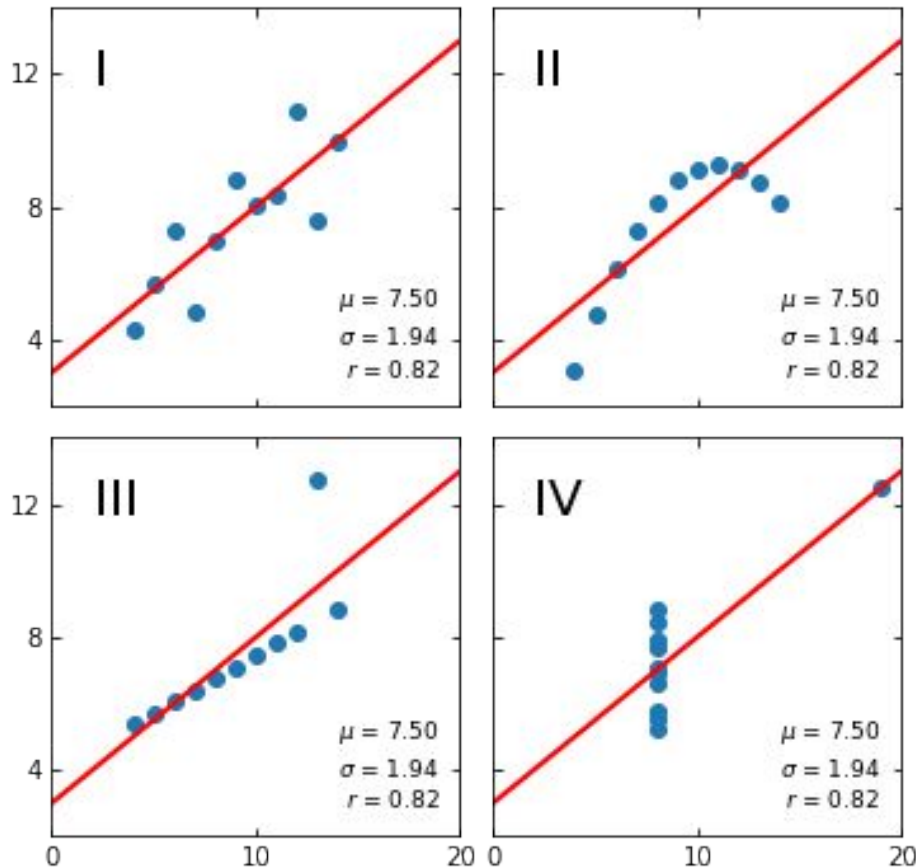 I
II
12
8
4
μ = 7.50
σ = 1.94
r = 0.82
μ = 7.50
σ = 1.94
r = 0.82
III
IV
12
8
4
μ = 7.50
σ = 1.94
r = 0.82
μ = 7.50
σ = 1.94
r = 0.82
0
10
20
0
10
20